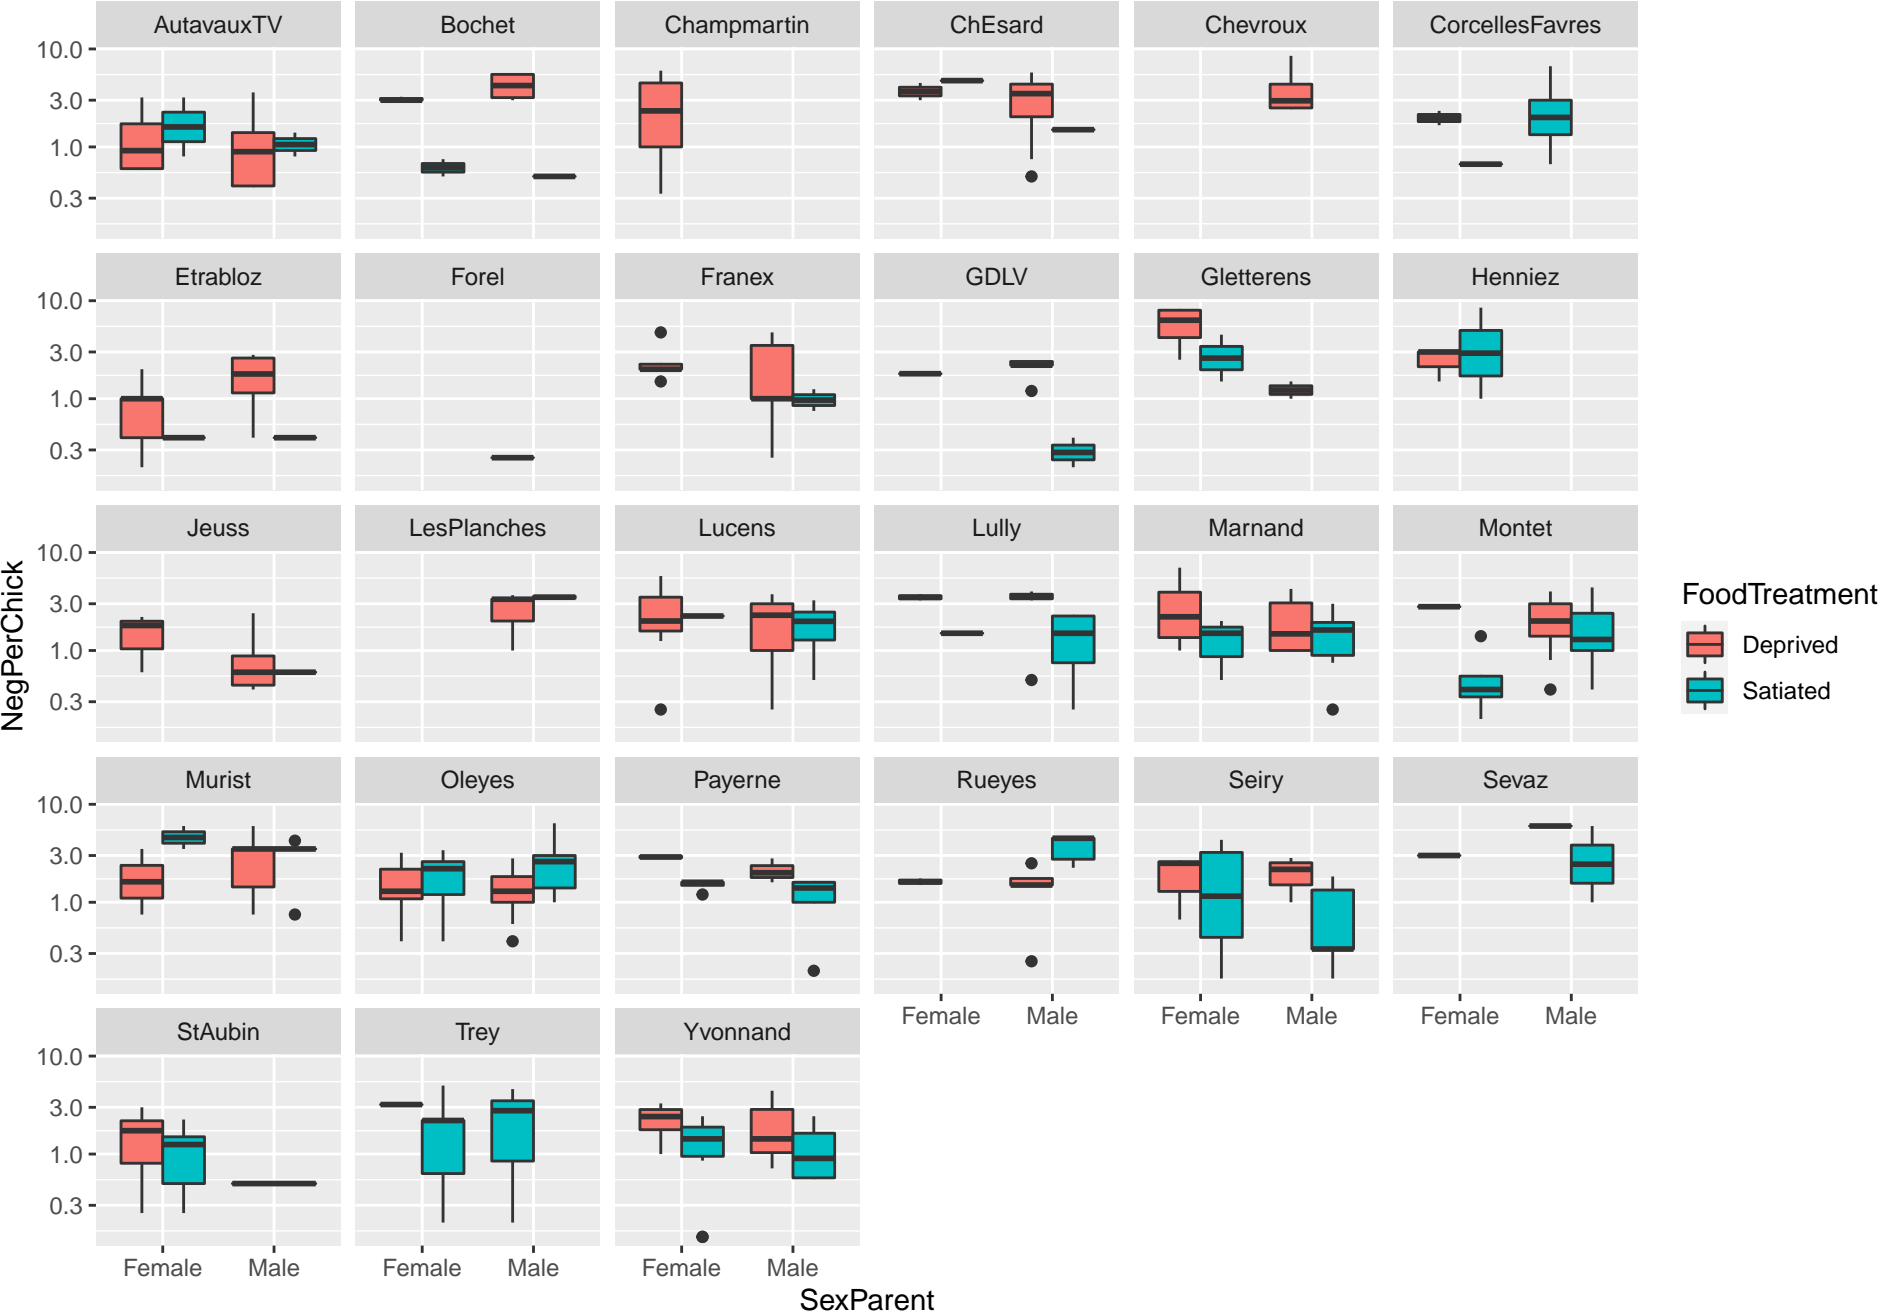 AutavauxTV Bochet Champmartin ChEsard Chevroux CorcellesFavres
10.0
3.0
1.0
0.3
Etrabloz Forel Franex GDLV Gletterens Henniez
10.0
3.0
1.0
0.3
Jeuss LesPlanches Lucens Lully Marnand Montet
10.0
3.0
1.0
0.3
NegPerChick
FoodTreatment
Deprived
Satiated
Murist Oleyes Payerne Rueyes Seiry Sevaz
10.0
3.0
1.0
0.3
Female Male Female Male Female Male
StAubin Trey Yvonnand
10.0
3.0
1.0
0.3
Female Male Female Male Female Male
SexParent